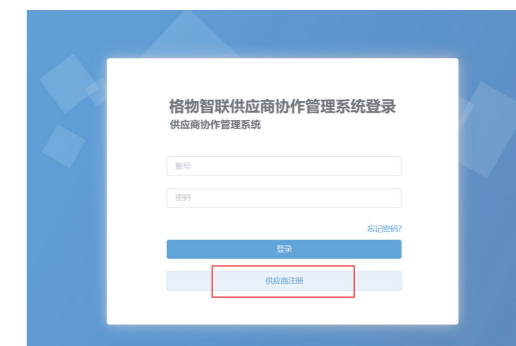 格物智联供应商协作管理系统登录
供应商协作管理系统
账号
密码
忘记密码?
登录
供应商注册